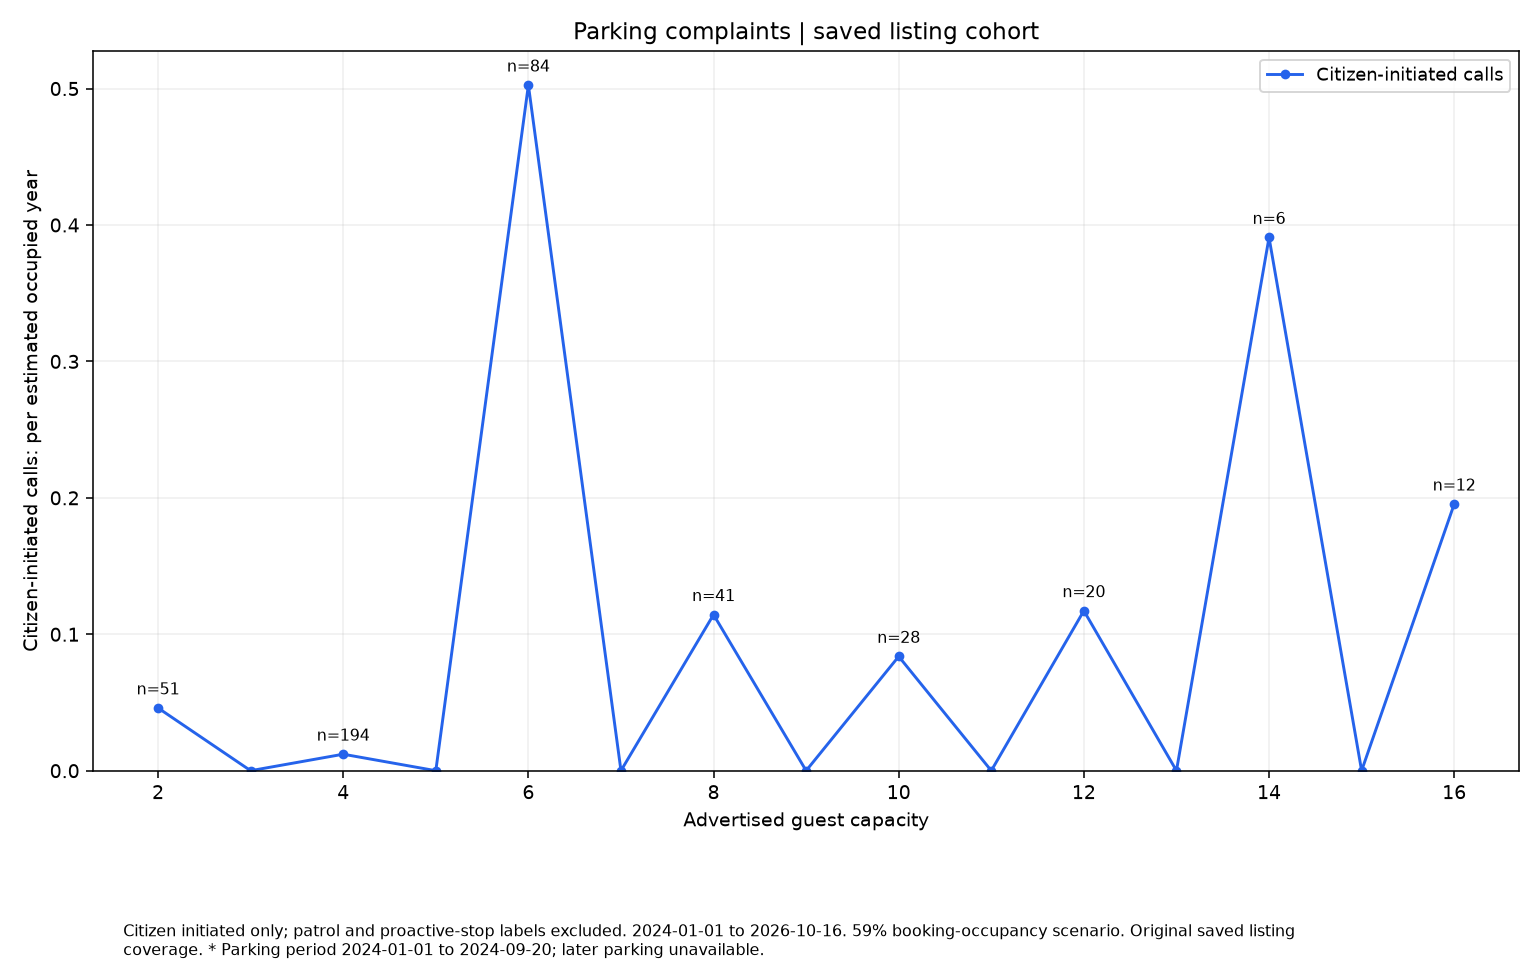 Parking complaints | saved listing cohort
Citizen-initiated calls
Citizen-initiated calls: per estimated occupied year
0.5
0.4
0.3
0.2
0.1
0.0
n=51
n=194
n=84
n=41
n=28
n=20
n=6
n=12
2 4 6 8 10 12 14 16
Advertised guest capacity
Citizen initiated only; patrol and proactive-stop labels excluded. 2024-01-01 to 2026-10-16. 59% booking-occupancy scenario. Original saved listing
coverage. * Parking period 2024-01-01 to 2024-09-20; later parking unavailable.